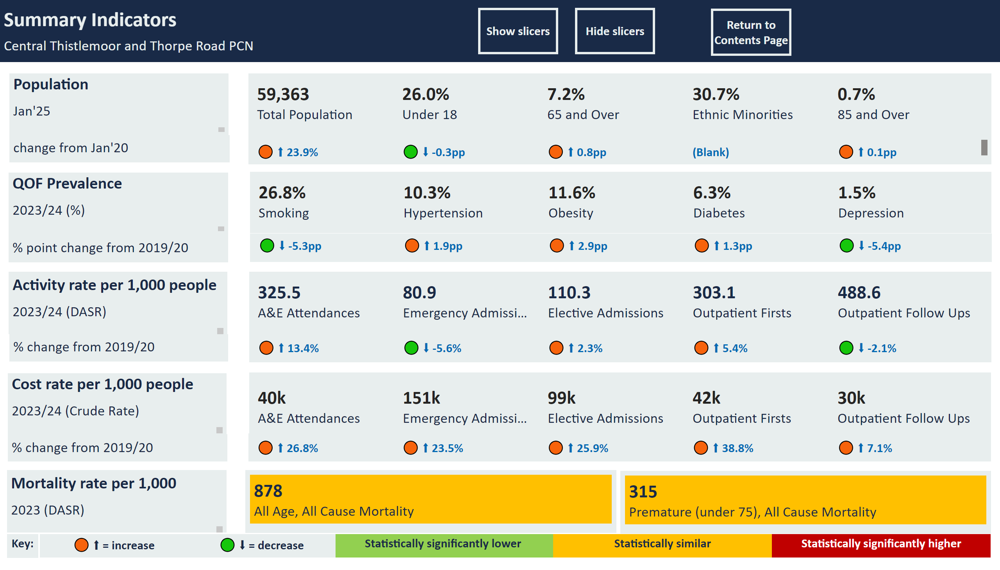 Summary Indicators
Central Thistlemoor and Thorpe Road PCN
Show slicers
Hide slicers
Return to
Contents Page
Population
Jan'25
change from Jan'20
59,363
Total Population
⬆ 23.9%
26.0%
Under 18
⬇ -0.3pp
7.2%
65 and Over
⬆ 0.8pp
30.7%
Ethnic Minorities
(Blank)
0.7%
85 and Over
⬆ 0.1pp
QOF Prevalence
2023/24 (%)
% point change from 2019/20
26.8%
Smoking
⬇ -5.3pp
10.3%
Hypertension
⬆ 1.9pp
11.6%
Obesity
⬆ 2.9pp
6.3%
Diabetes
⬆ 1.3pp
1.5%
Depression
⬇ -5.4pp
Activity rate per 1,000 people
2023/24 (DASR)
% change from 2019/20
325.5
A&E Attendances
⬆ 13.4%
80.9
Emergency Admissi...
⬇ -5.6%
110.3
Elective Admissions
⬆ 2.3%
303.1
Outpatient Firsts
⬆ 5.4%
488.6
Outpatient Follow Ups
⬇ -2.1%
Cost rate per 1,000 people
2023/24 (Crude Rate)
% change from 2019/20
40k
A&E Attendances
⬆ 26.8%
151k
Emergency Admissi...
⬆ 23.5%
99k
Elective Admissions
⬆ 25.9%
42k
Outpatient Firsts
⬆ 38.8%
30k
Outpatient Follow Ups
⬆ 7.1%
Mortality rate per 1,000
2023 (DASR)
878
All Age, All Cause Mortality
315
Premature (under 75), All Cause Mortality
Key:
⬆ = increase
⬇ = decrease
Statistically significantly lower
Statistically similar
Statistically significantly higher